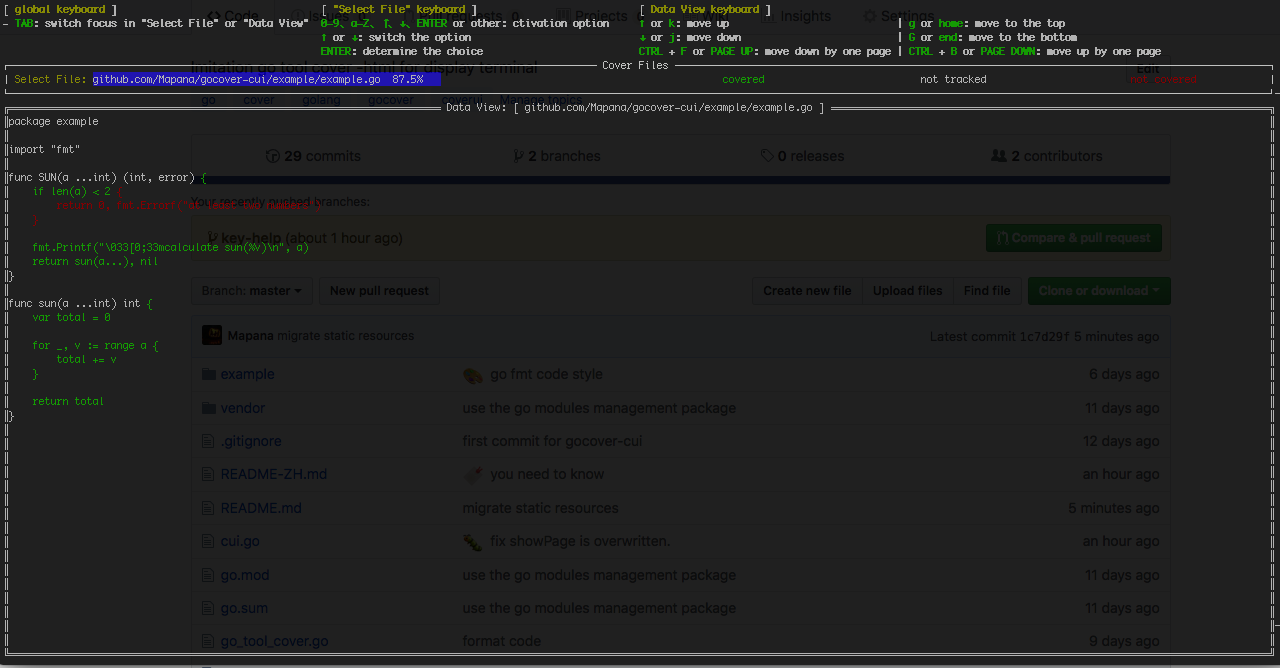 [ global keyboard ] [ "Select File" keyboard ] [ Data View keyboard ]
- TAB: switch focus in "Select File" or "Data View" 0-9、a-Z、↑、↓、ENTER or other: ctivation option ↑ or k: move up | g or home: move to the top
↑ or ↓: switch the option ↓ or j: move down | G or end: move to the bottom
ENTER: determine the choice CTRL + F or PAGE UP: move down by one page | CTRL + B or PAGE DOWN: move up by one page
Code Issues Projects Insights Settings
Cover Files
Imitation go tool cover -html for display terminal Edit
Select File: github.com/Mapana/gocover-cui/example/example.go 87.5% covered not tracked not covered
go cover golang gocover Manage topics
Data View: [ github.com/Mapana/gocover-cui/example/example.go ]
package example
import "fmt"
29 commits 2 branches 0 releases 2 contributors
func SUN(a ...int) (int, error) {
if len(a) < 2 {
Your recently pushed branches:
return 0, fmt.Errorf(
}
key-help (about 1 hour ago) Compare & pull request
fmt.Printf("\033[0;33mcalculate sun(%v)\n", a)
return sun(a...), nil
}
Branch: master New pull request Create new file Upload files Find file Clone or download
func sun(a ...int) int {
var total = 0
Mapana migrate static resources Latest commit 1c7d29f 5 minutes ago
for _, v := range a {
total += v
}
example go fmt code style 6 days ago
return total
vendor use the go modules management package 11 days ago
}
.gitignore first commit for gocover-cui 12 days ago
README-ZH.md you need to know an hour ago
README.md migrate static resources 5 minutes ago
cui.go fix showPage is overwritten. an hour ago
go.mod use the go modules management package 11 days ago
go.sum use the go modules management package 11 days ago
go_tool_cover.go format code 9 days ago